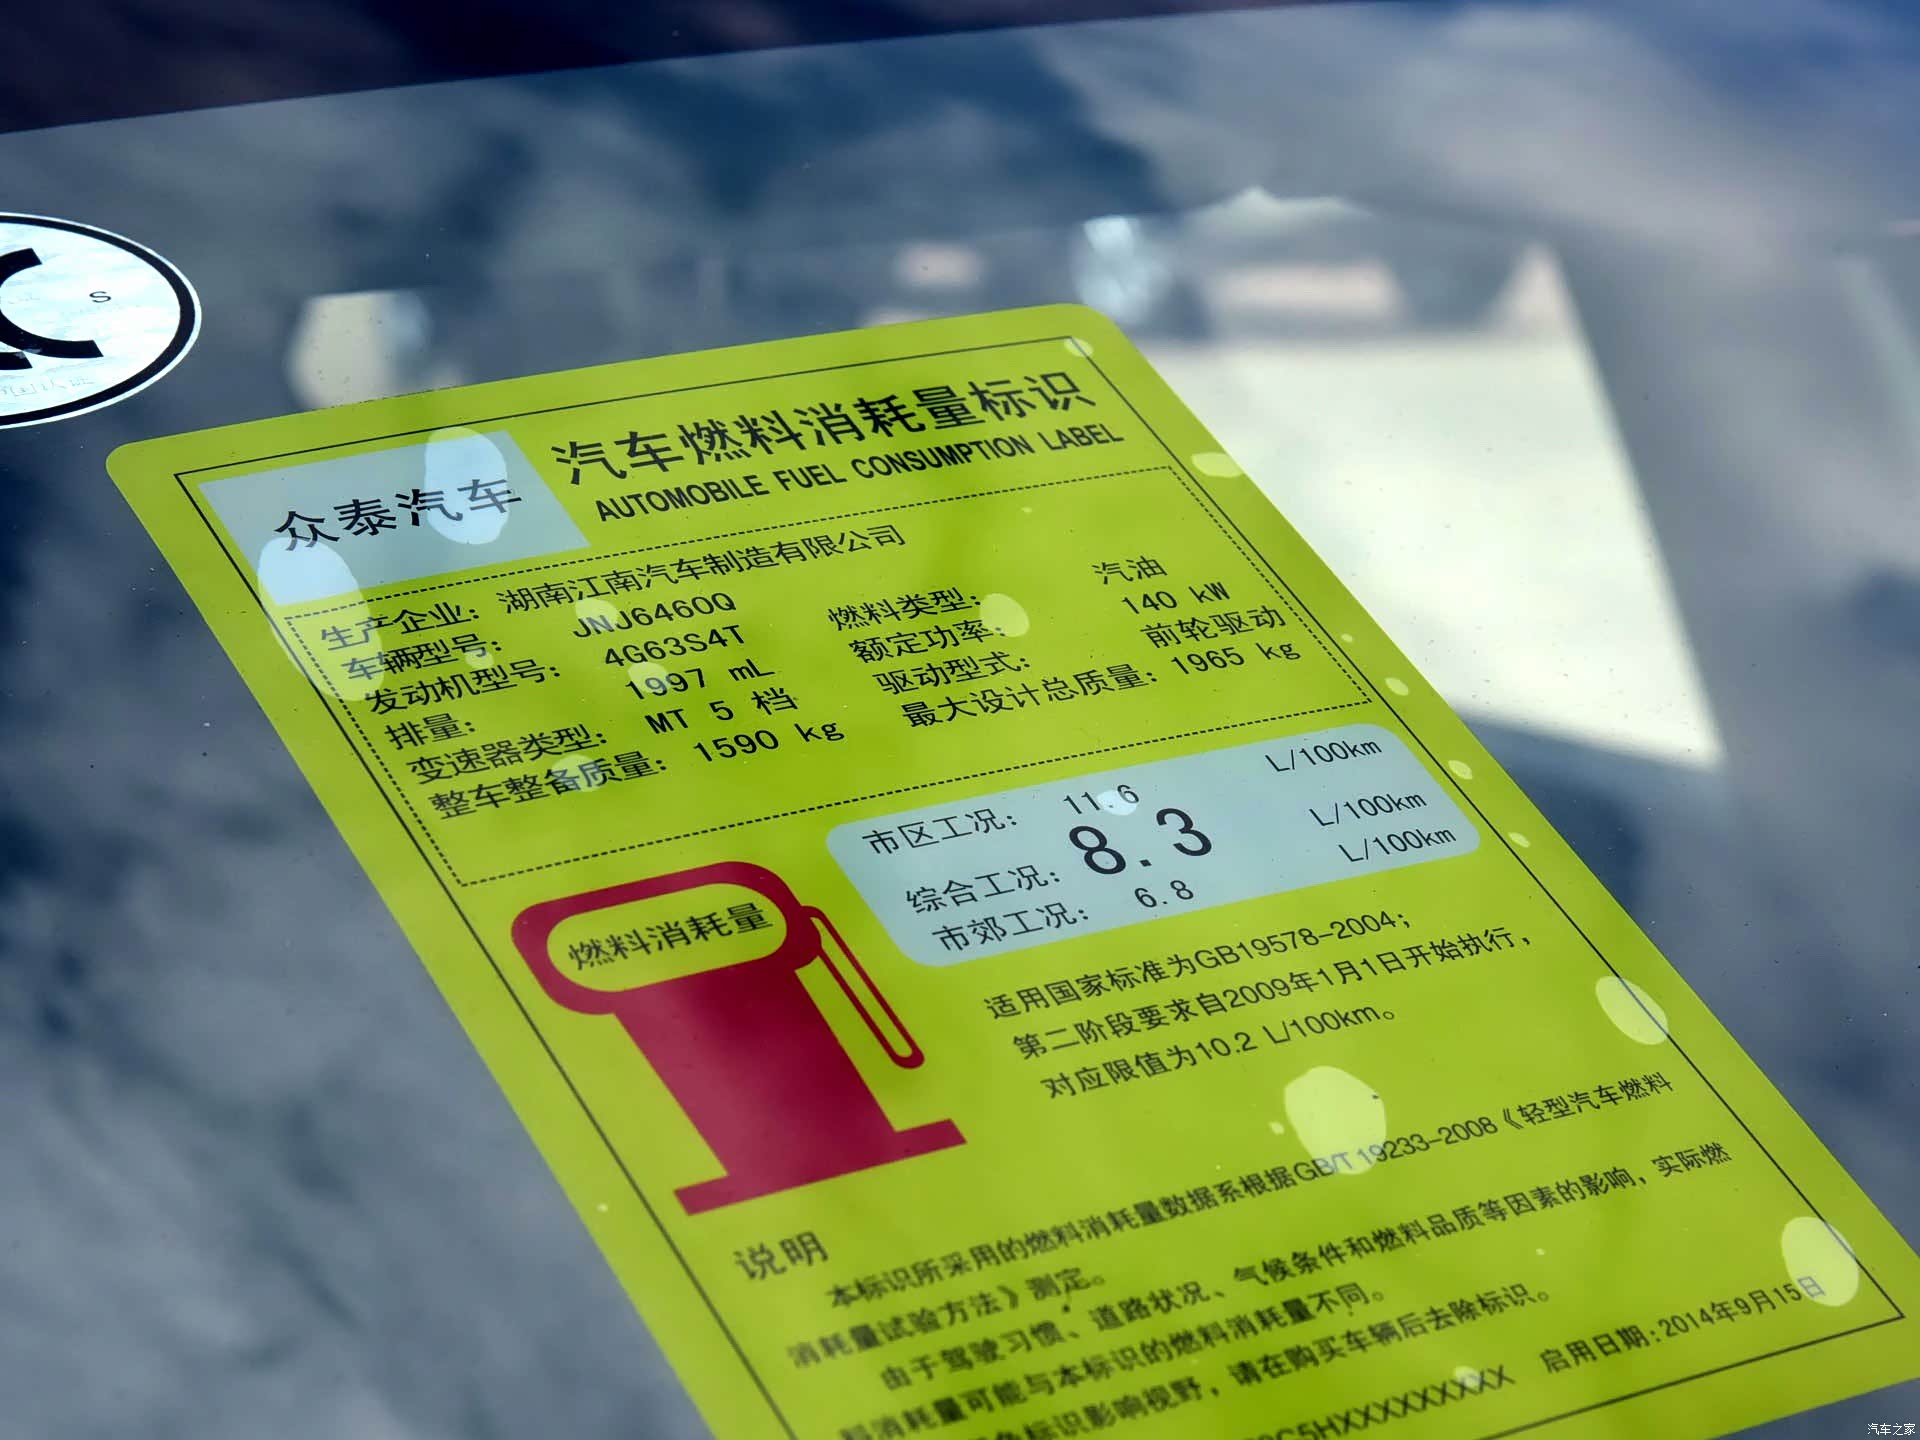 S
众泰汽车
汽车燃料消耗量标识
AUTOMOBILE FUEL CONSUMPTION LABEL
生产企业: 湖南江南汽车制造有限公司
车辆型号: JNJ6460Q 燃料类型: 汽油
发动机型号: 4G63S4T 额定功率: 140 kW
排量: 1997 mL 驱动型式: 前轮驱动
变速器类型: MT 5 档 最大设计总质量: 1965 kg
整车整备质量: 1590 kg
市区工况: 11.6 L/100km
综合工况: 8.3 L/100km
市郊工况: 6.8 L/100km
燃料消耗量
适用国家标准为GB19578-2004;
第二阶段要求自2009年1月1日开始执行,
对应限值为10.2 L/100km。
说明
本标识所采用的燃料消耗量数据系根据GB/T 19233-2008《轻型汽车燃料
消耗量试验方法》测定。
由于驾驶习惯、道路状况、气候条件和燃料品质等因素的影响,实际燃
料消耗量可能与本标识的燃料消耗量不同。
标识影响视野,请在购买车辆后去除标识。
C5HXXXXXXXXXX 启用日期:2014年9月15日
汽车之家